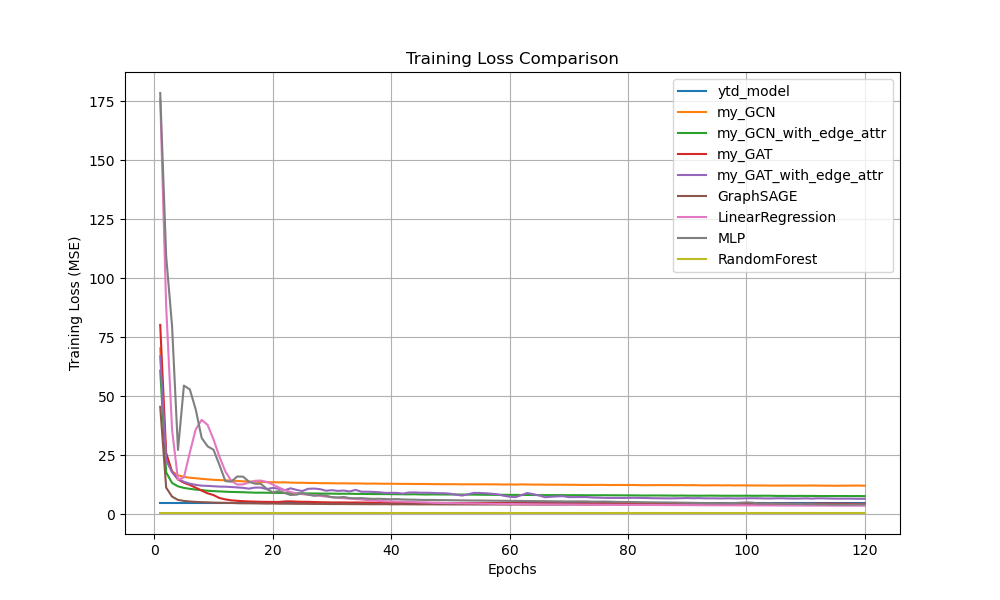 Training Loss Comparison
Training Loss (MSE)
175
150
125
100
75
50
25
0
0 20 40 60 80 100 120
Epochs
ytd_model
my_GCN
my_GCN_with_edge_attr
my_GAT
my_GAT_with_edge_attr
GraphSAGE
LinearRegression
MLP
RandomForest